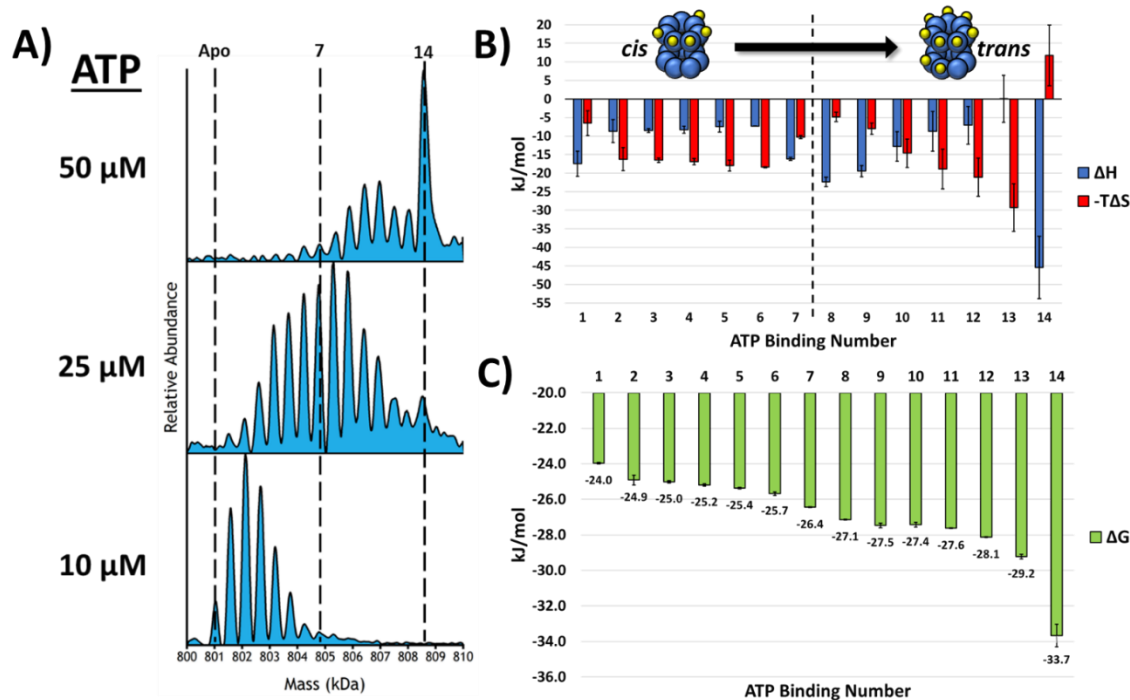 A)
ATP
50 µM
25 µM
10 µM
Apo 7 14
Relative Abundance
800 801 802 803 804 805 806 807 808 809 810
Mass (kDa)
B)
cis trans
kJ/mol
20
15
10
5
0
-5
-10
-15
-20
-25
-30
-35
-40
-45
-50
-55
1 2 3 4 5 6 7 8 9 10 11 12 13 14
ATP Binding Number
ΔH
-TΔS
C)
1 2 3 4 5 6 7 8 9 10 11 12 13 14
kJ/mol
-20.0
-22.0
-24.0
-26.0
-28.0
-30.0
-32.0
-34.0
-36.0
-24.0 -24.9 -25.0 -25.2 -25.4 -25.7 -26.4 -27.1 -27.5 -27.4 -27.6 -28.1 -29.2 -33.7
ΔG
ATP Binding Number